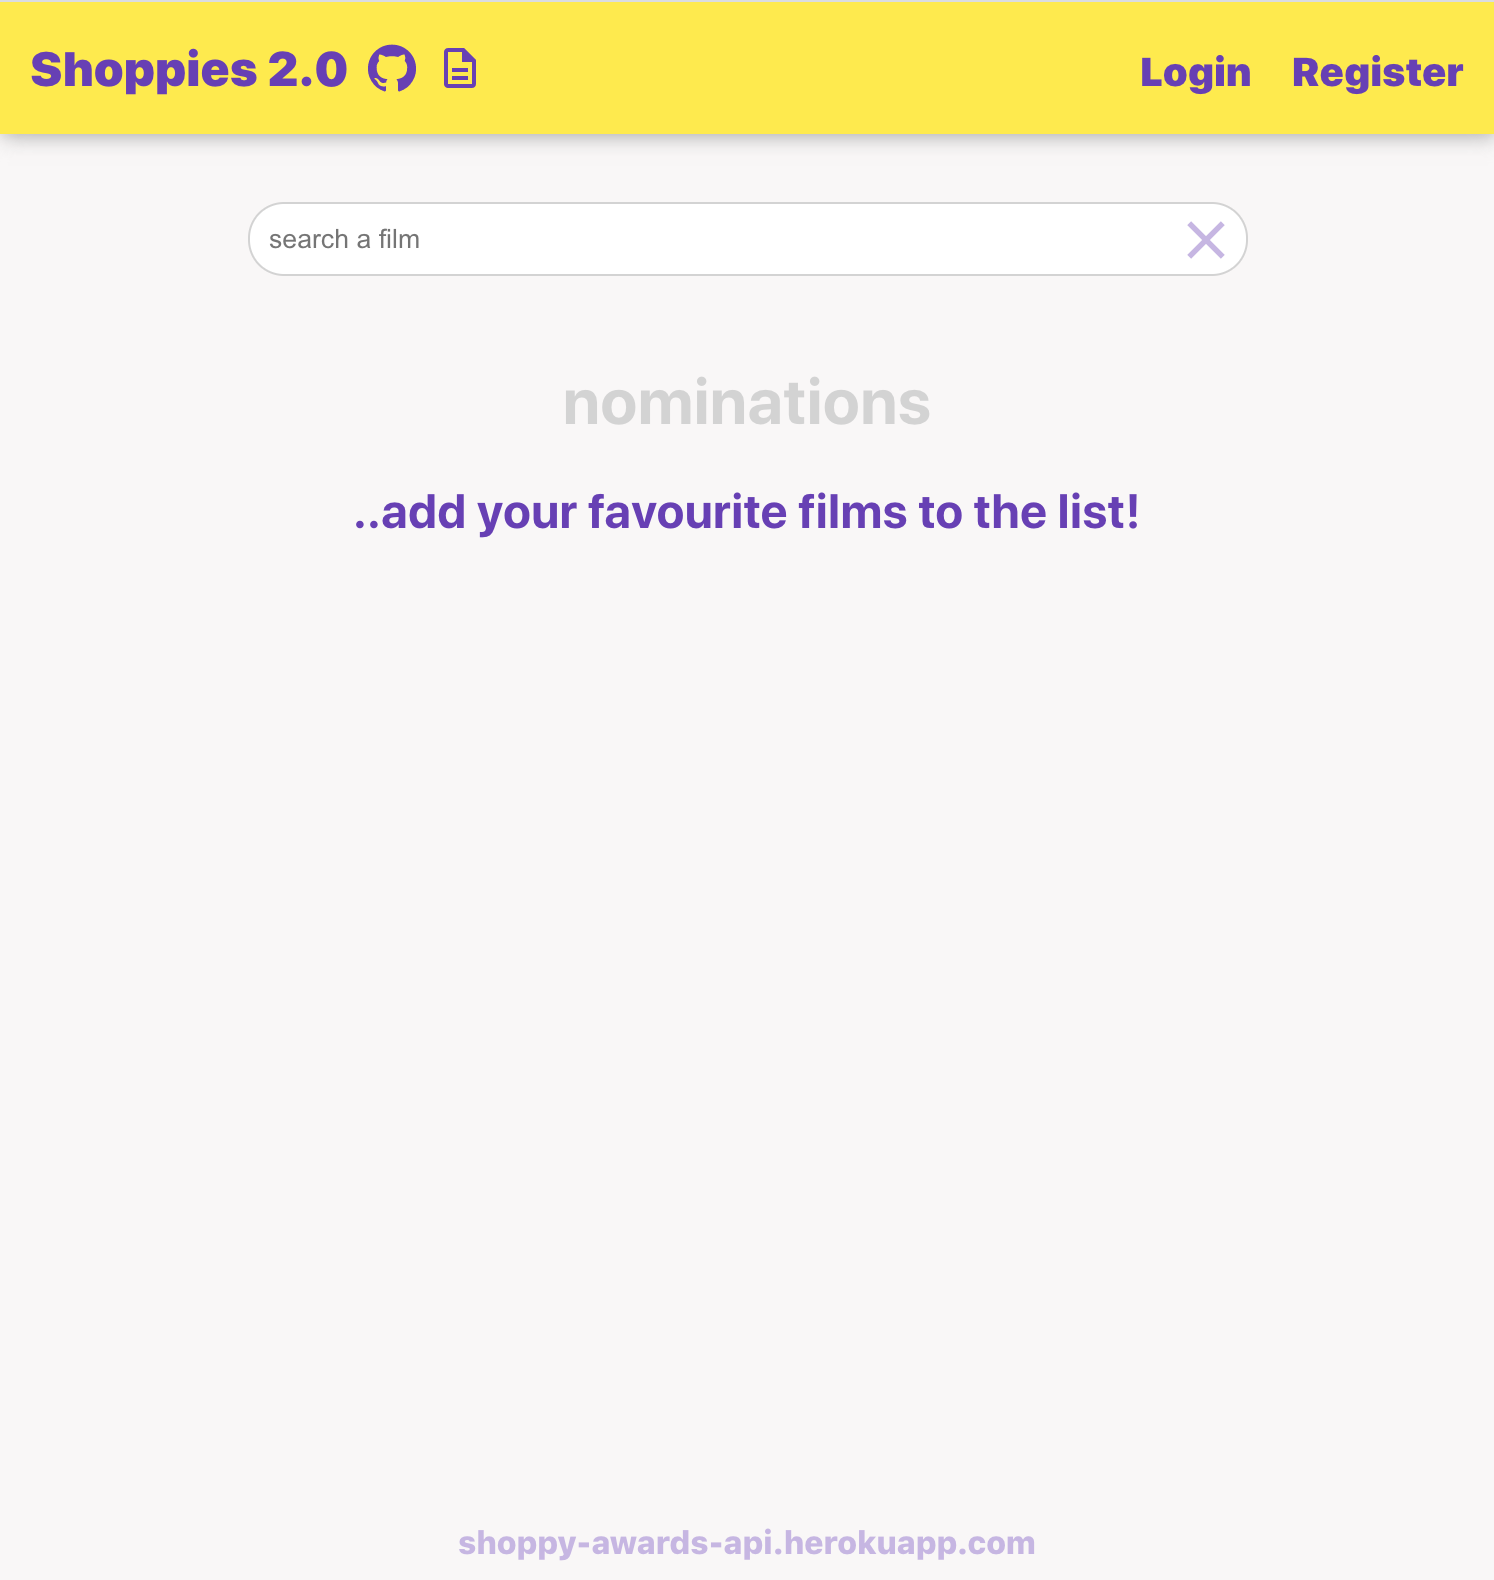 Shoppies 2.0 Login Register
search a film
nominations
..add your favourite films to the list!
shoppy-awards-api.herokuapp.com